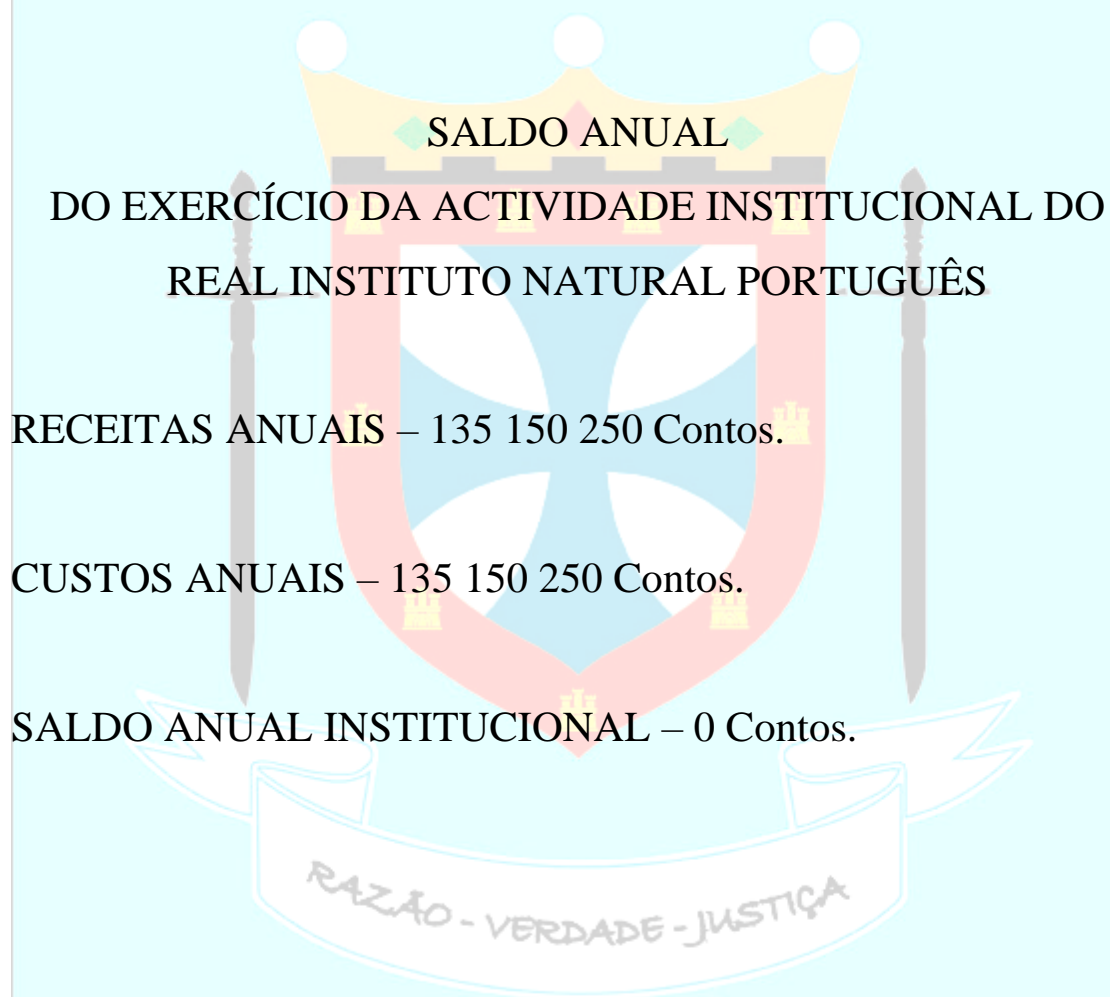 SALDO ANUAL
DO EXERCÍCIO DA ACTIVIDADE INSTITUCIONAL DO
REAL INSTITUTO NATURAL PORTUGUÊS
RECEITAS ANUAIS – 135 150 250 Contos.
CUSTOS ANUAIS – 135 150 250 Contos.
SALDO ANUAL INSTITUCIONAL – 0 Contos.
RAZÃO - VERDADE - JUSTIÇA